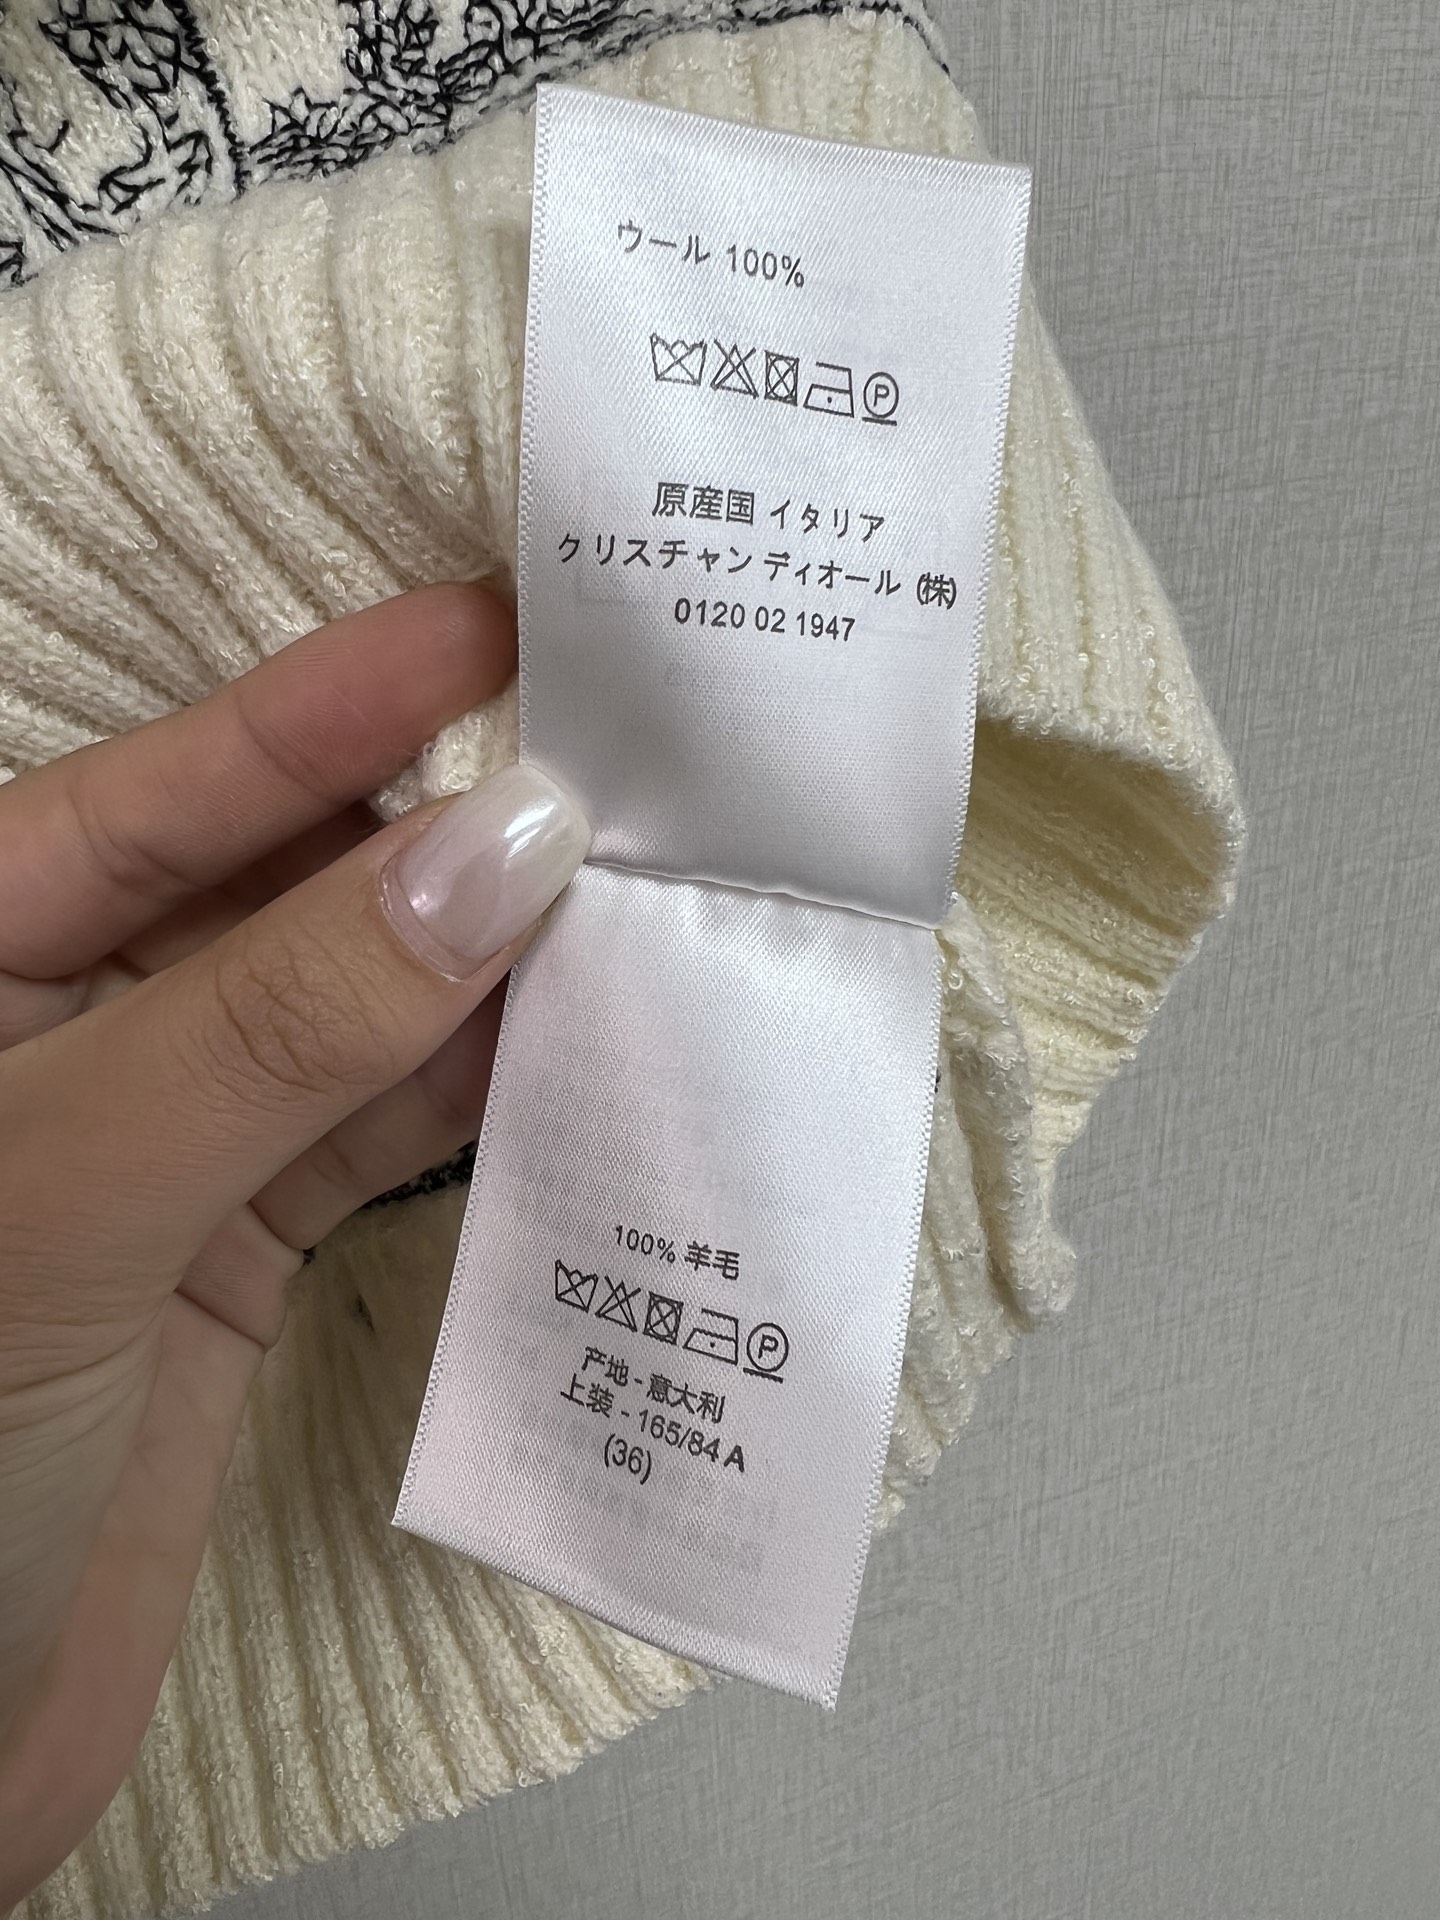 ウール 100%
P
原産国 イタリア
クリスチャン ディオール (株)
0120 02 1947
100% 羊毛
P
产地 - 意大利
上装 - 165/84 A
(36)